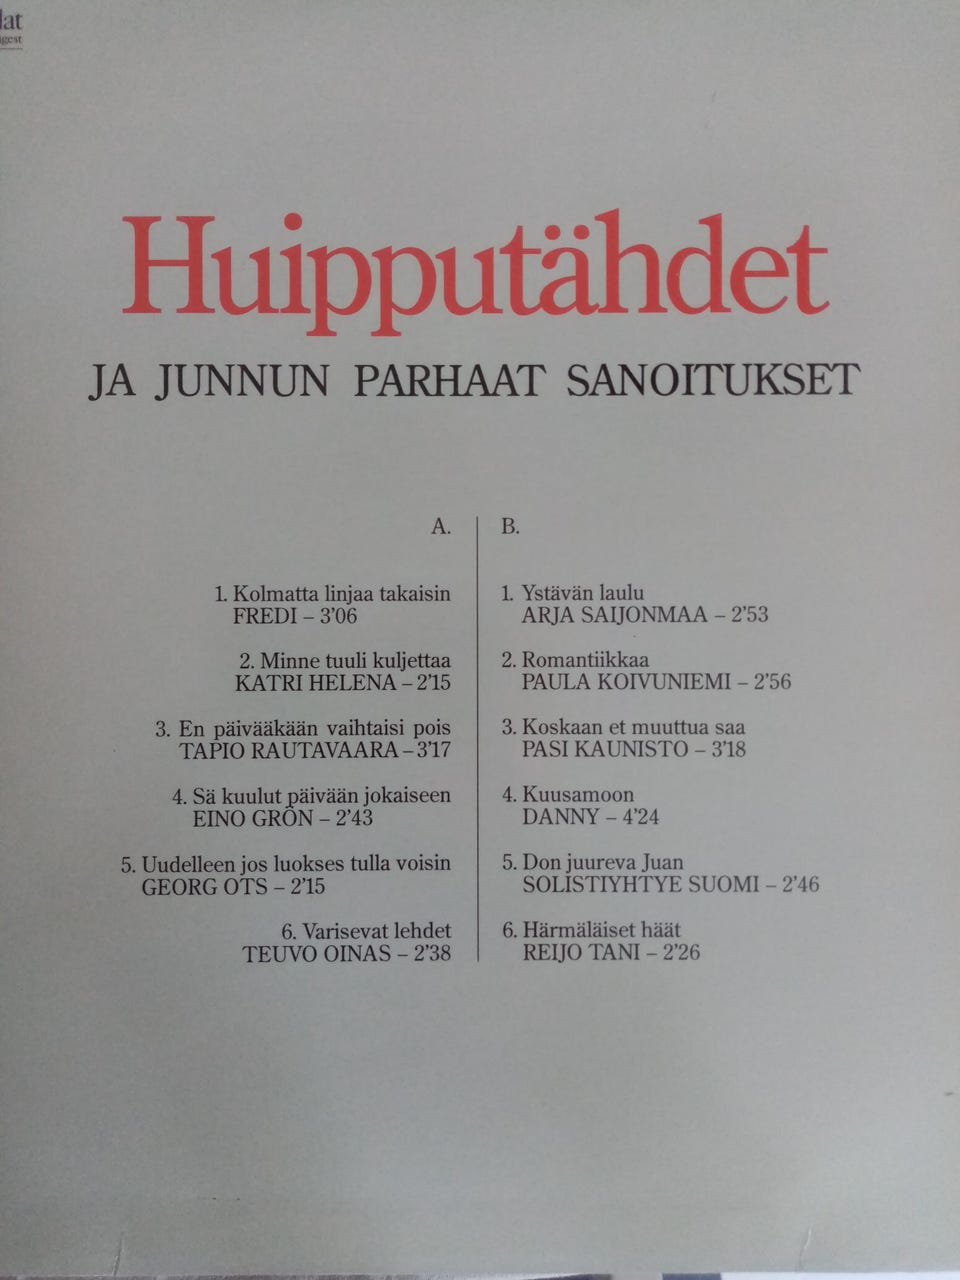 Huipputähdet
JA JUNNUN PARHAAT SANOITUKSET
A.
1. Kolmatta linjaa takaisin
FREDI – 3'06
2. Minne tuuli kuljettaa
KATRI HELENA – 2'15
3. En päivääkään vaihtaisi pois
TAPIO RAUTAVAARA – 3'17
4. Sä kuulut päivään jokaiseen
EINO GRÖN – 2'43
5. Uudelleen jos luokses tulla voisin
GEORG OTS – 2'15
6. Varisevat lehdet
TEUVO OINAS – 2'38
B.
1. Ystävän laulu
ARJA SAIJONMAA – 2'53
2. Romantiikkaa
PAULA KOIVUNIEMI – 2'56
3. Koskaan et muuttua saa
PASI KAUNISTO – 3'18
4. Kuusamoon
DANNY – 4'24
5. Don juureva Juan
SOLISTIYHTYE SUOMI – 2'46
6. Härmäläiset häät
REIJO TANI – 2'26